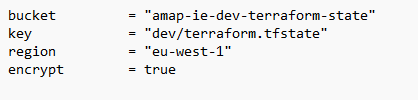 bucket         = "amap-ie-dev-terraform-state"
key            = "dev/terraform.tfstate"
region         = "eu-west-1"
encrypt        = true